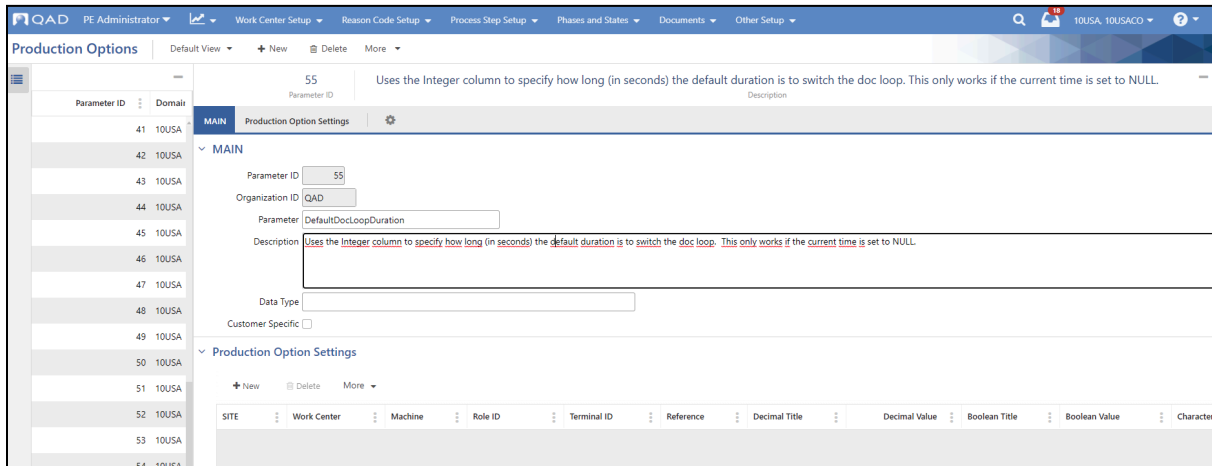 QAD PE Administrator Work Center Setup Reason Code Setup Process Step Setup Phases and States Documents Other Setup 18 10USA, 10USACO ?
Production Options Default View + New Delete More
55 Uses the Integer column to specify how long (in seconds) the default duration is to switch the doc loop. This only works if the current time is set to NULL.
Parameter ID Description
Parameter ID Domain
41 10USA
42 10USA
43 10USA
44 10USA
45 10USA
46 10USA
47 10USA
48 10USA
49 10USA
50 10USA
51 10USA
52 10USA
53 10USA
54 10USA
MAIN Production Option Settings
MAIN
Parameter ID 55
Organization ID QAD
Parameter DefaultDocLoopDuration
Description Uses the Integer column to specify how long (in seconds) the default duration is to switch the doc loop. This only works if the current time is set to NULL.
Data Type
Customer Specific
Production Option Settings
+ New Delete More
SITE Work Center Machine Role ID Terminal ID Reference Decimal Title Decimal Value Boolean Title Boolean Value Character